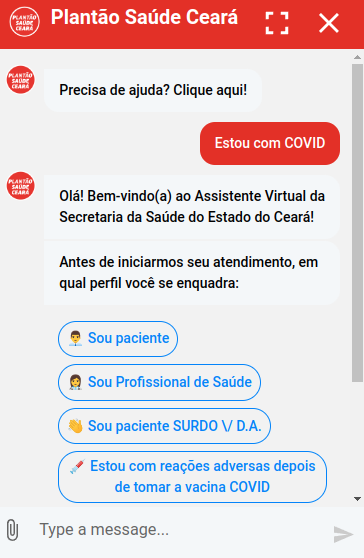 PLANTÃO
SAÚDE
CEARÁ
Plantão Saúde Ceará
PLANTÃO
SAÚDE
CEARÁ
Precisa de ajuda? Clique aqui!
Estou com COVID
PLANTÃO
SAÚDE
CEARÁ
Olá! Bem-vindo(a) ao Assistente Virtual da
Secretaria da Saúde do Estado do Ceará!
Antes de iniciarmos seu atendimento, em
qual perfil você se enquadra:
Sou paciente
Sou Profissional de Saúde
Sou paciente SURDO \/ D.A.
Estou com reações adversas depois
de tomar a vacina COVID
Type a message...